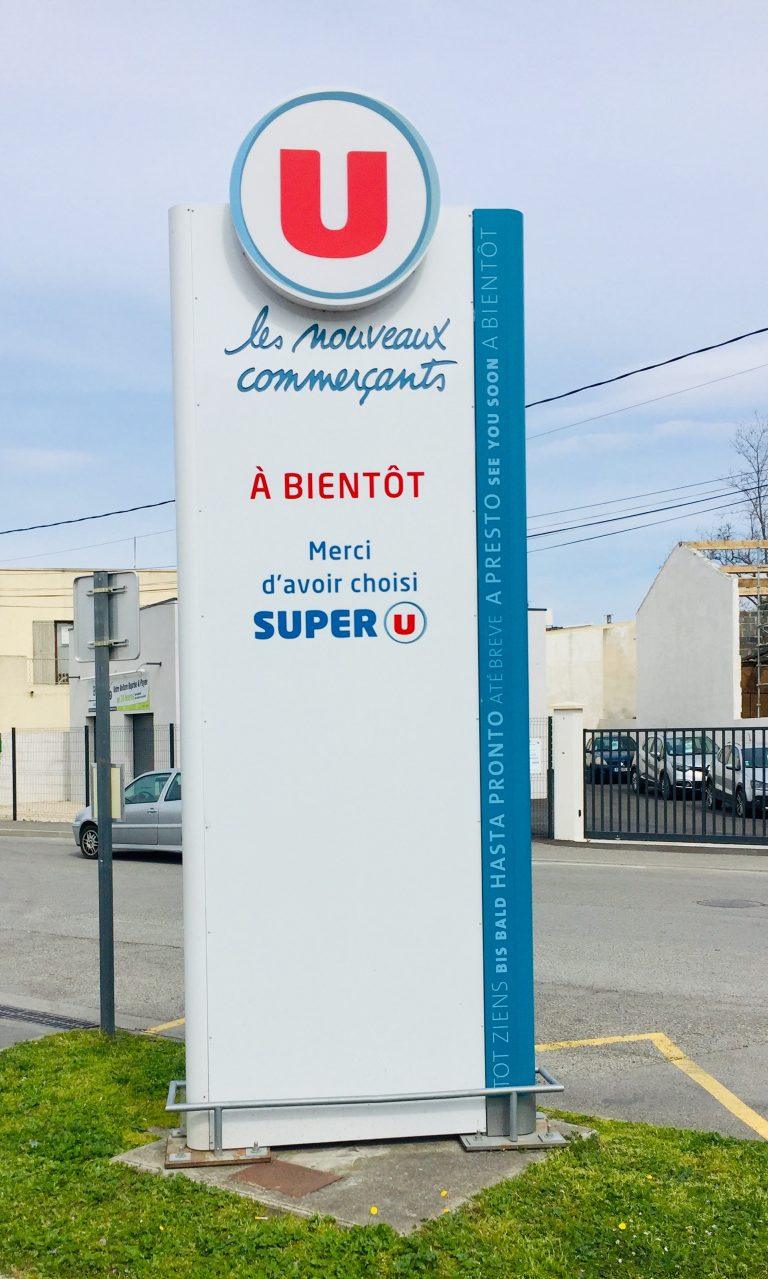 U
les nouveaux
commerçants
À BIENTÔT
Merci
d'avoir choisi
SUPER U
TOT ZIENS BIS BALD HASTA PRONTO ATÉ BREVE A PRESTO SEE YOU SOON A BIENTÔT